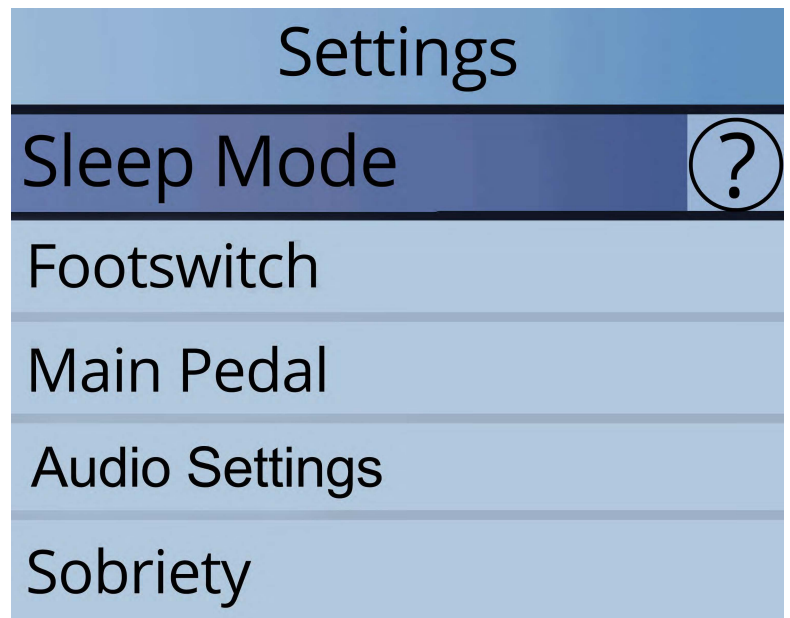 Settings
Sleep Mode ?
Footswitch
Main Pedal
Audio Settings
Sobriety